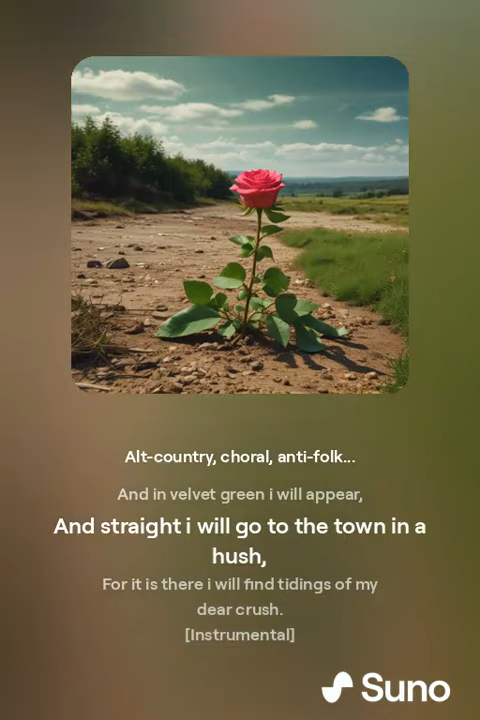 Alt-country, choral, anti-folk...
And in velvet green i will appear,
And straight i will go to the town in a
hush,
For it is there i will find tidings of my
dear crush.
[Instrumental]
Suno